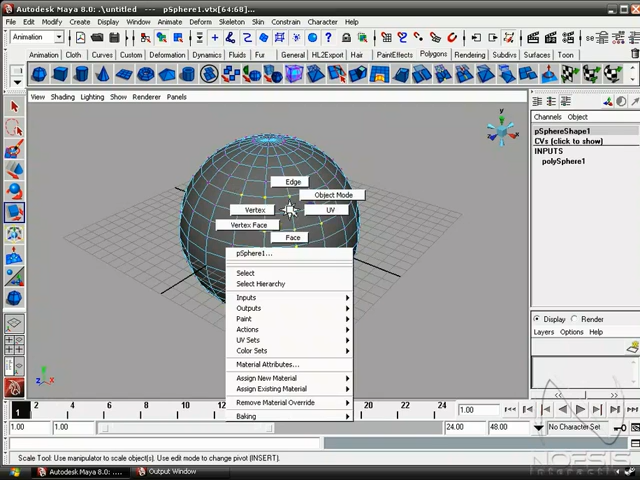 Autodesk Maya 8.0: .\untitled --- pSphere1.vtx[64:68]...
File Edit Modify Create Display Window Animate Deform Skeleton Skin Constrain Character
Animation
Animation Custom Curves Deformation Fluids Fur General HL2Export Hair PaintEffects Polygons Rendering Subdivs Surfaces Toon
View Shading Lighting Show Renderer Panels
Channels Object
pSphereShape1
CVs (click to show)
INPUTS
polySphere1
y
Edge
Object Mode
Vertex
UV
Vertex Face
Face
pSphere1...
Select
Select Hierarchy
Inputs
Outputs
Paint
Actions
UV Sets
Color Sets
Material Attributes...
Assign New Material
Assign Existing Material
Remove Material Override
Baking
Display Render
Layers Options Help
z x
1 2 4 6 8 14 16 18 20 22 24
1.00
1.00 1.00 24.00 48.00 No Character Set
NOESIS
Interactive
Scale Tool: Use manipulator to scale object(s). Use edit mode to change pivot (INSERT).
Autodesk Maya 8.0: .... Output Window